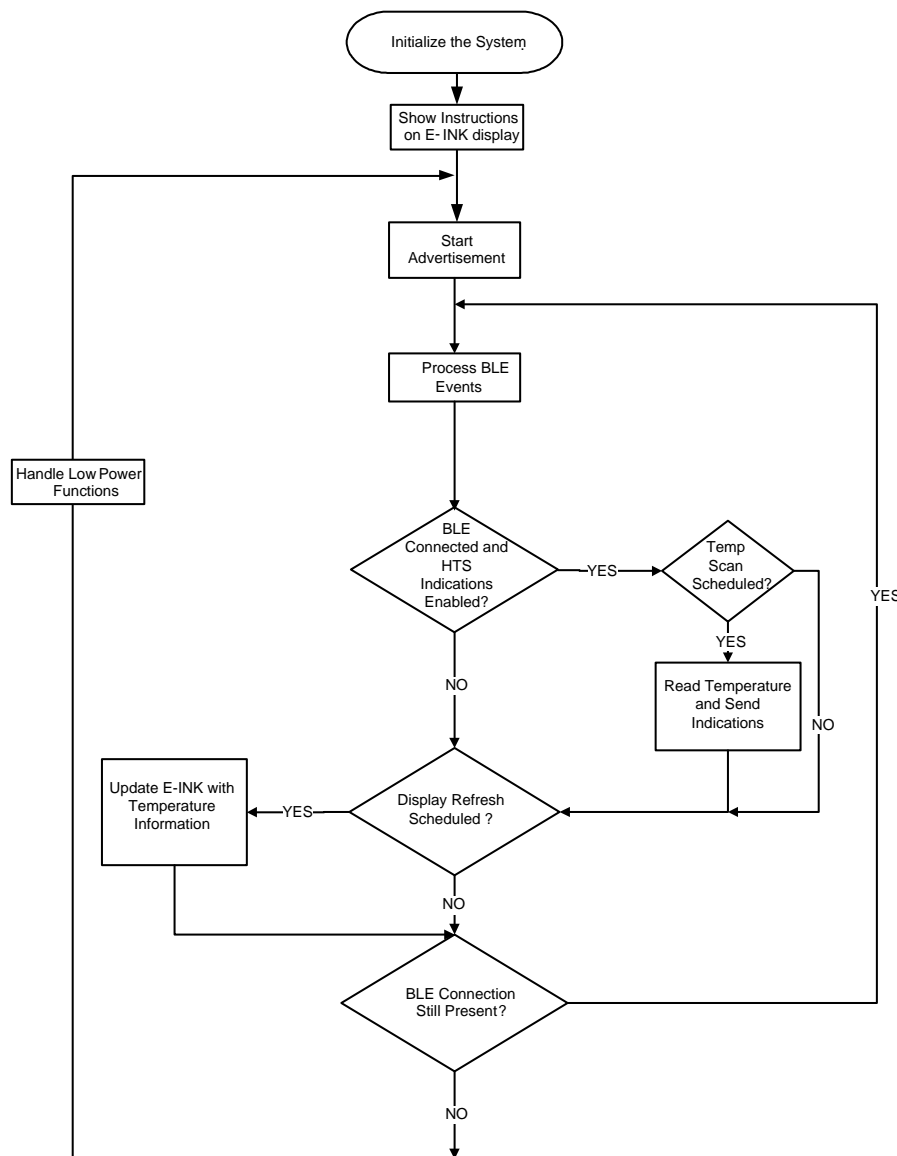 Initialize the System.
Show Instructions
on E-INK display
Start
Advertisement
Process BLE
Events
Handle Low Power
Functions
BLE
Connected and
HTS
Indications
Enabled?
YES
Temp
Scan
Scheduled?
YES
YES
NO
Read Temperature
and Send
Indications
NO
Update E-INK with
Temperature
Information
YES
Display Refresh
Scheduled ?
NO
BLE Connection
Still Present?
NO